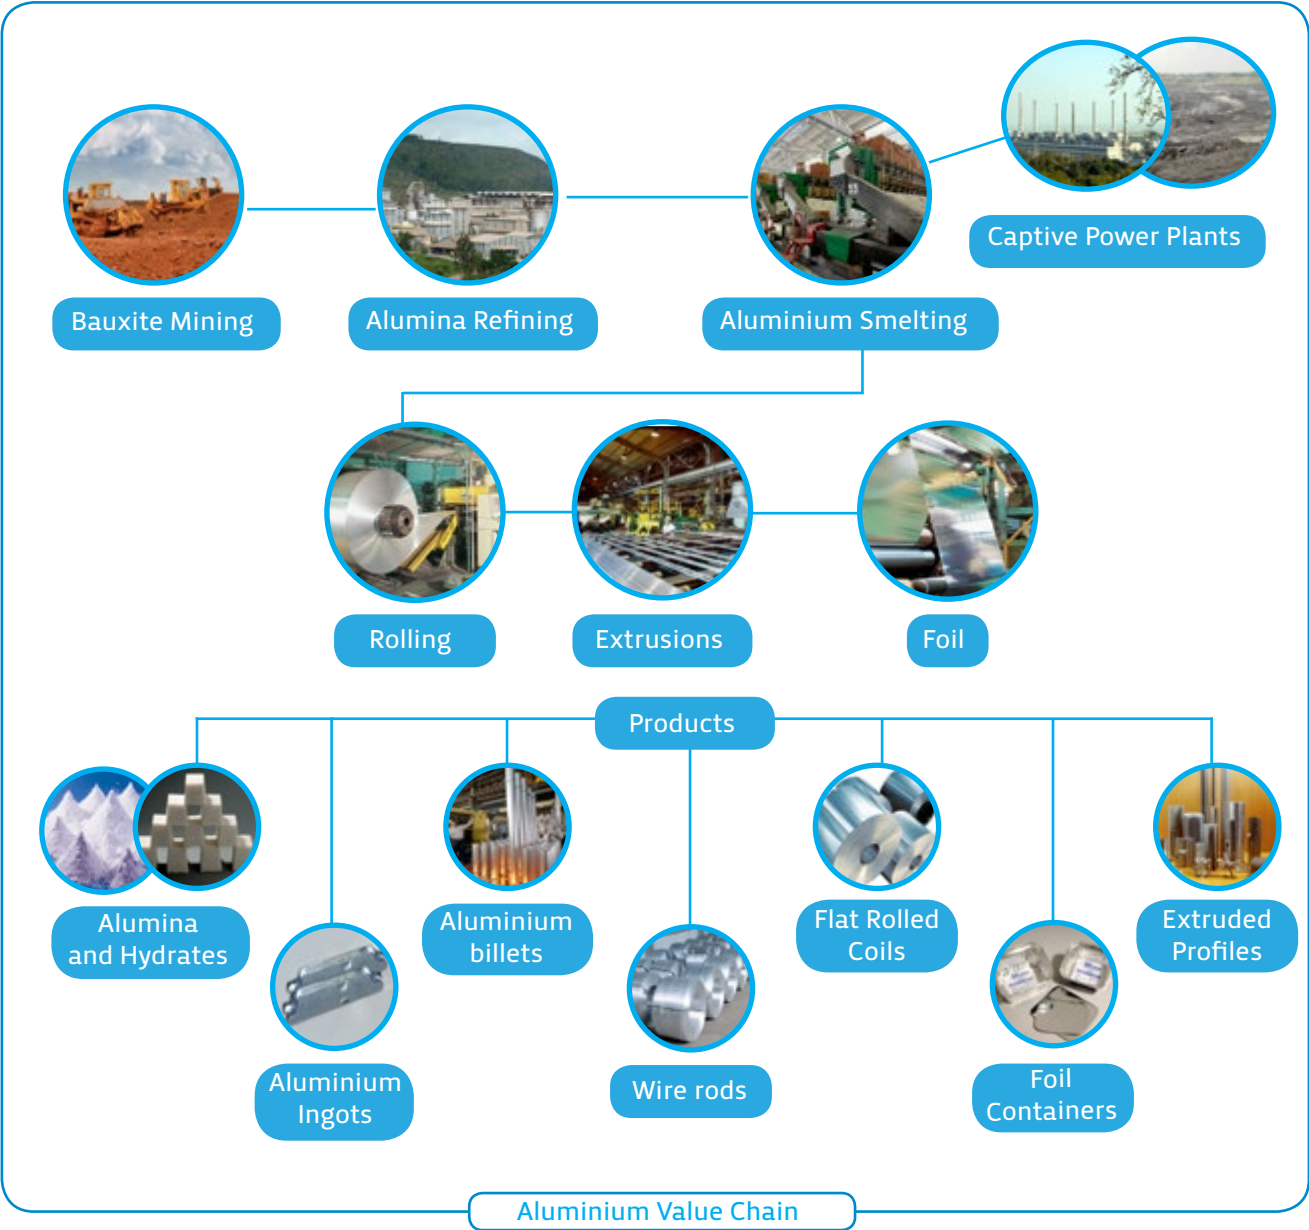 Captive Power Plants
Bauxite Mining
Alumina Refining
Aluminium Smelting
Rolling
Extrusions
Foil
Products
Alumina
and Hydrates
Aluminium
billets
Flat Rolled
Coils
Extruded
Profiles
Aluminium
Ingots
Wire rods
Foil
Containers
Aluminium Value Chain